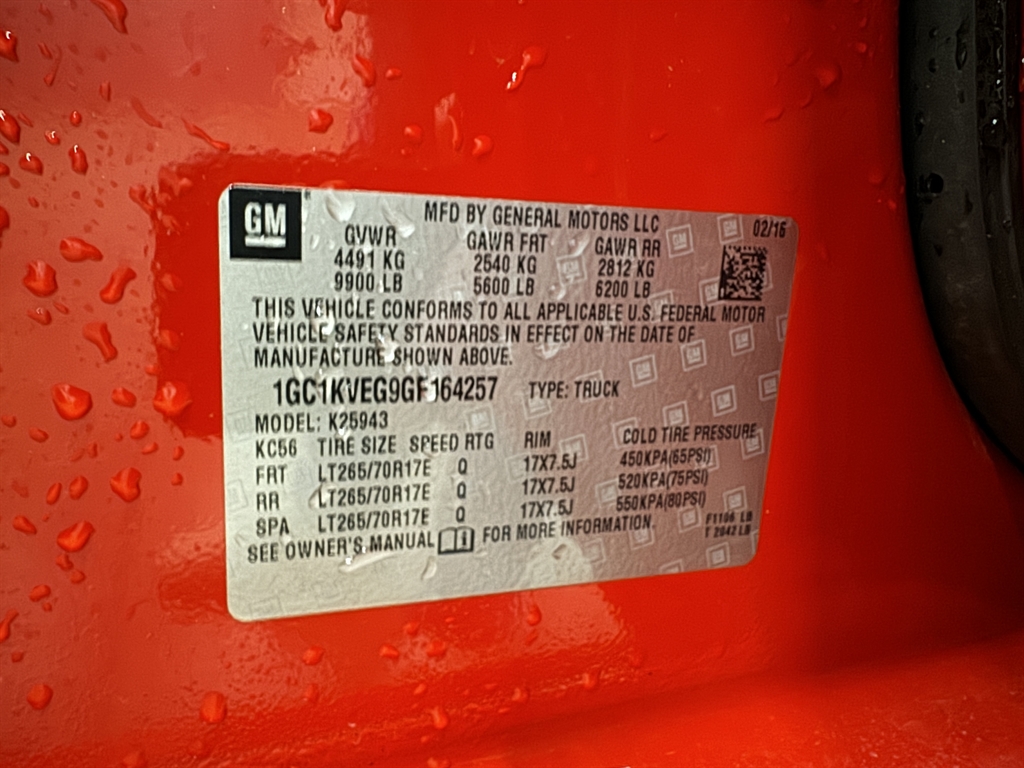 GM
MFD BY GENERAL MOTORS LLC 02/16
GVWR GAWR FRT GAWR RR
4491 KG 2540 KG 2812 KG
9900 LB 5600 LB 6200 LB
THIS VEHICLE CONFORMS TO ALL APPLICABLE U.S. FEDERAL MOTOR
VEHICLE SAFETY STANDARDS IN EFFECT ON THE DATE OF
MANUFACTURE SHOWN ABOVE.
1GC1KVEG9GF164257 TYPE: TRUCK
MODEL: K25943
KC56 TIRE SIZE SPEED RTG RIM COLD TIRE PRESSURE
FRT LT265/70R17E Q 17X7.5J 450KPA(65PSI)
RR LT265/70R17E Q 17X7.5J 520KPA(75PSI)
SPA LT265/70R17E Q 17X7.5J 550KPA(80PSI)
SEE OWNER'S MANUAL FOR MORE INFORMATION.
F1106 LB
T 2042 LB